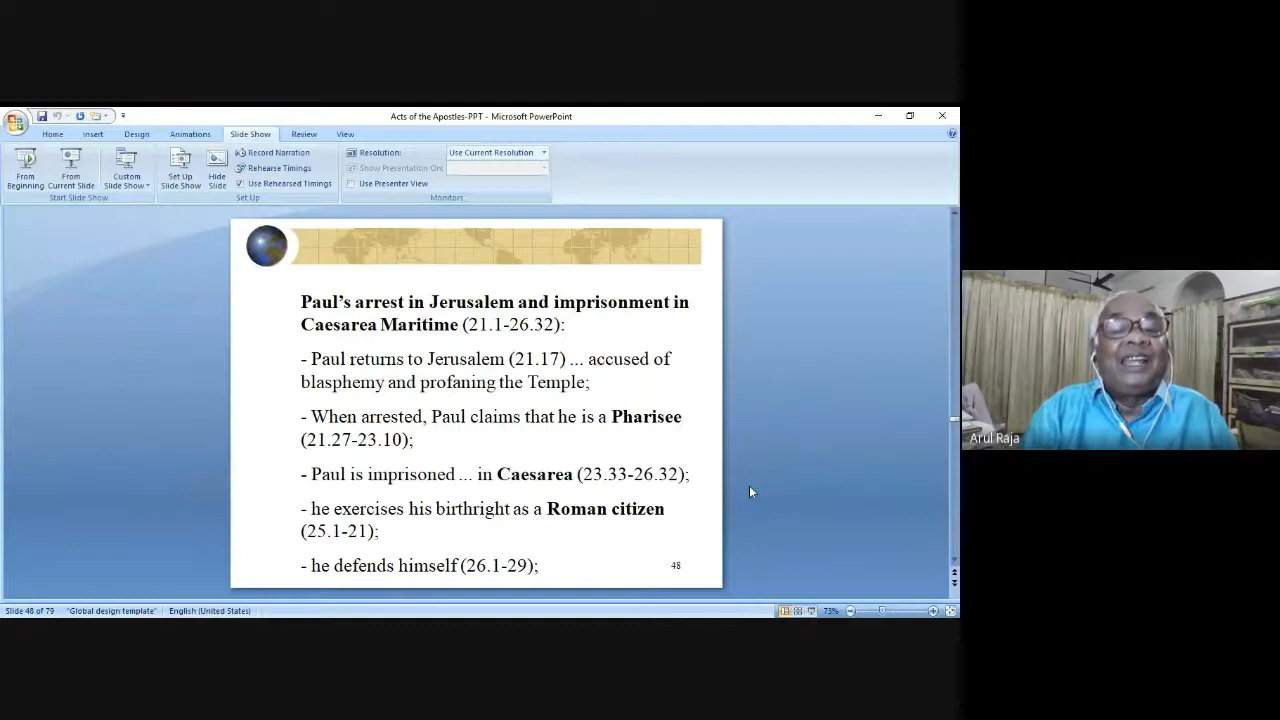 Acts of the Apostles-PPT - Microsoft PowerPoint
Home Insert Design Animations Slide Show Review View
From Beginning
From Current Slide
Custom Slide Show
Start Slide Show
Set Up Slide Show
Hide Slide
Record Narration
Rehearse Timings
Use Rehearsed Timings
Set Up
Resolution: Use Current Resolution
Show Presentation On:
Use Presenter View
Monitors
Paul's arrest in Jerusalem and imprisonment in
Caesarea Maritime (21.1-26.32):
- Paul returns to Jerusalem (21.17) ... accused of
blasphemy and profaning the Temple;
- When arrested, Paul claims that he is a Pharisee
(21.27-23.10);
- Paul is imprisoned ... in Caesarea (23.33-26.32);
- he exercises his birthright as a Roman citizen
(25.1-21);
- he defends himself (26.1-29);
48
Arul Raja
Slide 48 of 79 "Global design template" English (United States) 73%